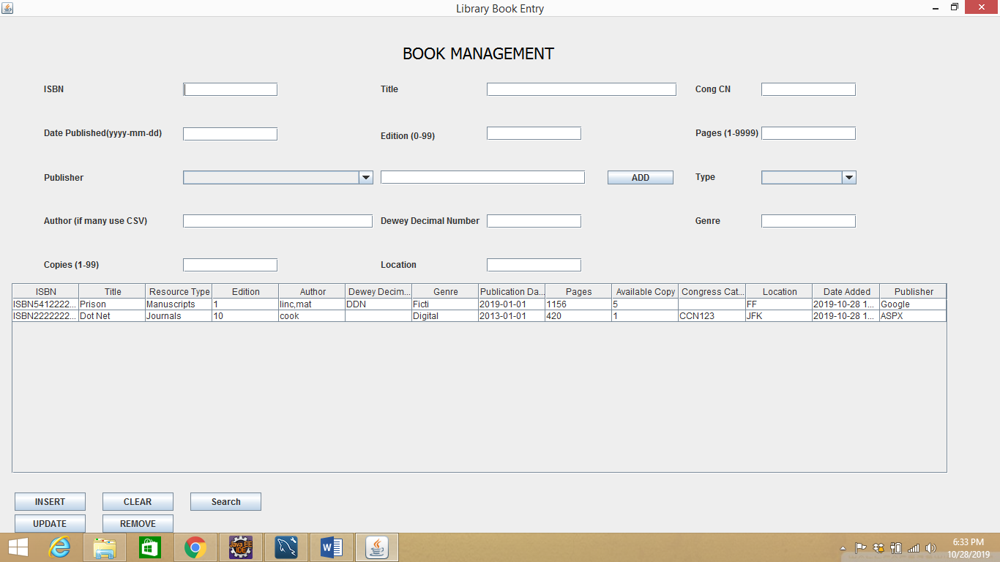 Library Book Entry
BOOK MANAGEMENT
ISBN Title Cong CN
Date Published(yyyy-mm-dd) Edition (0-99) Pages (1-9999)
Publisher ADD Type
Author (if many use CSV) Dewey Decimal Number Genre
Copies (1-99) Location
ISBN Title Resource Type Edition Author Dewey Decim... Genre Publication Da... Pages Available Copy Congress Cat... Location Date Added Publisher
ISBN5412222... Prison Manuscripts 1 linc,mat DDN Ficti 2019-01-01 1156 5 FF 2019-10-28 1... Google
ISBN2222222... Dot Net Journals 10 cook Digital 2013-01-01 420 1 CCN123 JFK 2019-10-28 1... ASPX
INSERT CLEAR Search
UPDATE REMOVE
Java EE
IDE
6:33 PM
10/28/2019